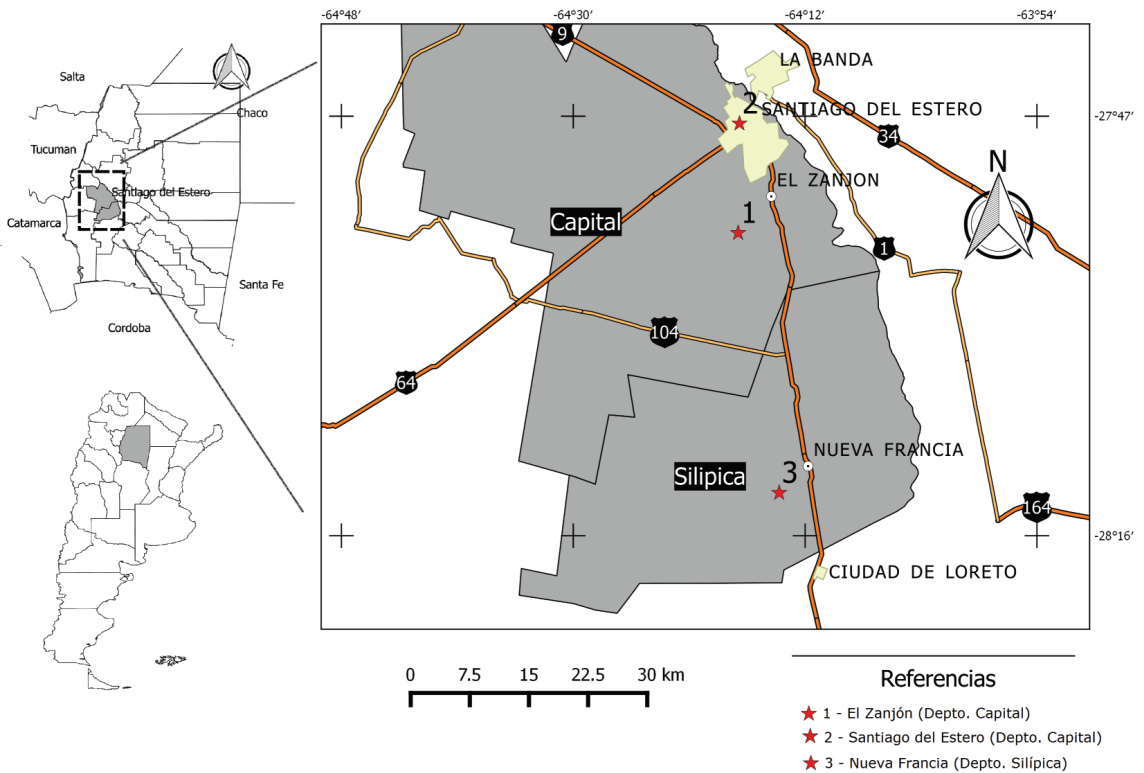 Salta
Chaco
Tucuman
Santiago del Estero
Catamarca
Santa Fe
Cordoba
-64°48'
-64°30'
-64°12'
-63°54'
9
LA BANDA
2
SANTIAGO DEL ESTERO
-27°47'
34
N
EL ZANJON
1
Capital
1
104
64
NUEVA FRANCIA
3
Silipica
164
-28°16'
CIUDAD DE LORETO
0 7.5 15 22.5 30 km
Referencias
1 - El Zanjón (Depto. Capital)
2 - Santiago del Estero (Depto. Capital)
3 - Nueva Francia (Depto. Silípica)